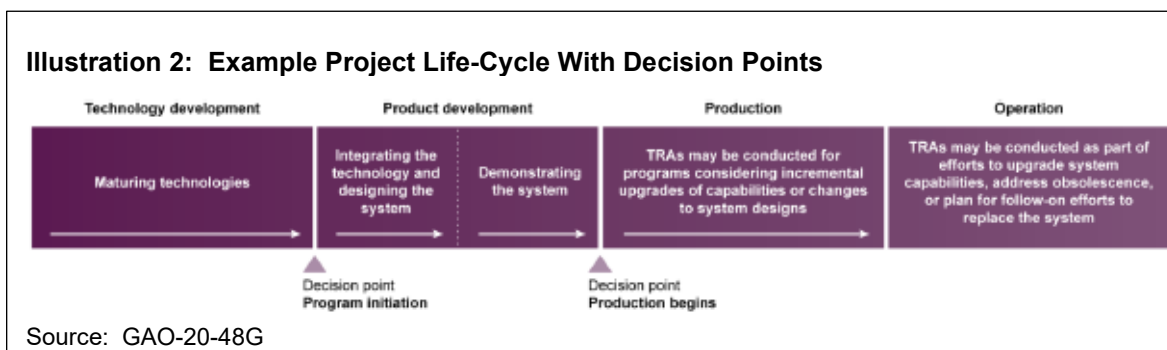 Illustration 2:  Example Project Life-Cycle With Decision Points
Technology development
Product development
Production
Operation
Maturing technologies
Integrating the
technology and
designing the
system
Demonstrating
the system
TRAs may be conducted for
programs considering incremental
upgrades of capabilities or changes
to system designs
TRAs may be conducted as part of
efforts to upgrade system
capabilities, address obsolescence,
or plan for follow-on efforts to
replace the system
Decision point
Program initiation
Decision point
Production begins
Source:  GAO-20-48G